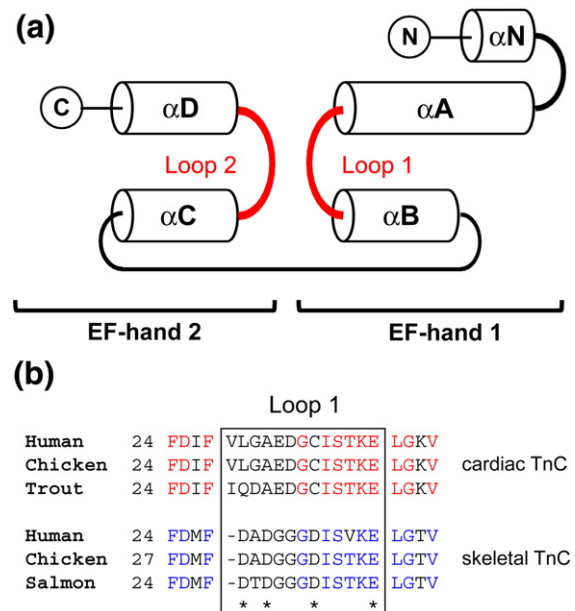 (a)
N αN
C αD αA
Loop 2 Loop 1
αC αB
EF-hand 2 EF-hand 1
(b)
Loop 1
Human 24 FDIF VLGAEDGCISTKE LGKV
Chicken 24 FDIF VLGAEDGCISTKE LGKV cardiac TnC
Trout 24 FDIF IQDAEDGCISTKE LGKV
Human 24 FDMF -DADGGGDISVKE LGTV
Chicken 27 FDMF -DADGGGDISTKE LGTV skeletal TnC
Salmon 24 FDMF -DTDGGGDISTKE LGTV
* * * *